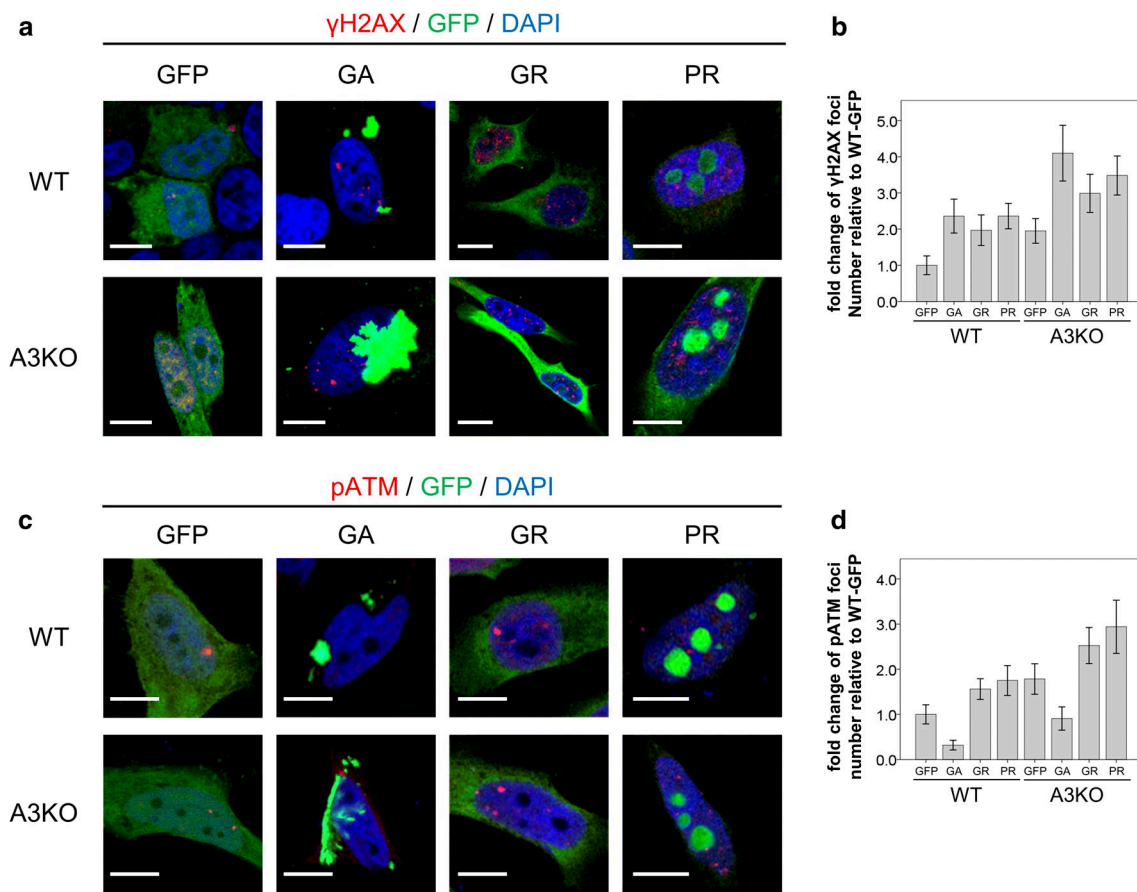 a
γH2AX / GFP / DAPI
GFP GA GR PR
WT
A3KO
b
fold change of γH2AX foci
Number relative to WT-GFP
5.0
4.0
3.0
2.0
1.0
0.0
GFP GA GR PR GFP GA GR PR
WT A3KO
c
pATM / GFP / DAPI
GFP GA GR PR
WT
A3KO
d
fold change of pATM foci
number relative to WT-GFP
4.0
3.0
2.0
1.0
0.0
GFP GA GR PR GFP GA GR PR
WT A3KO